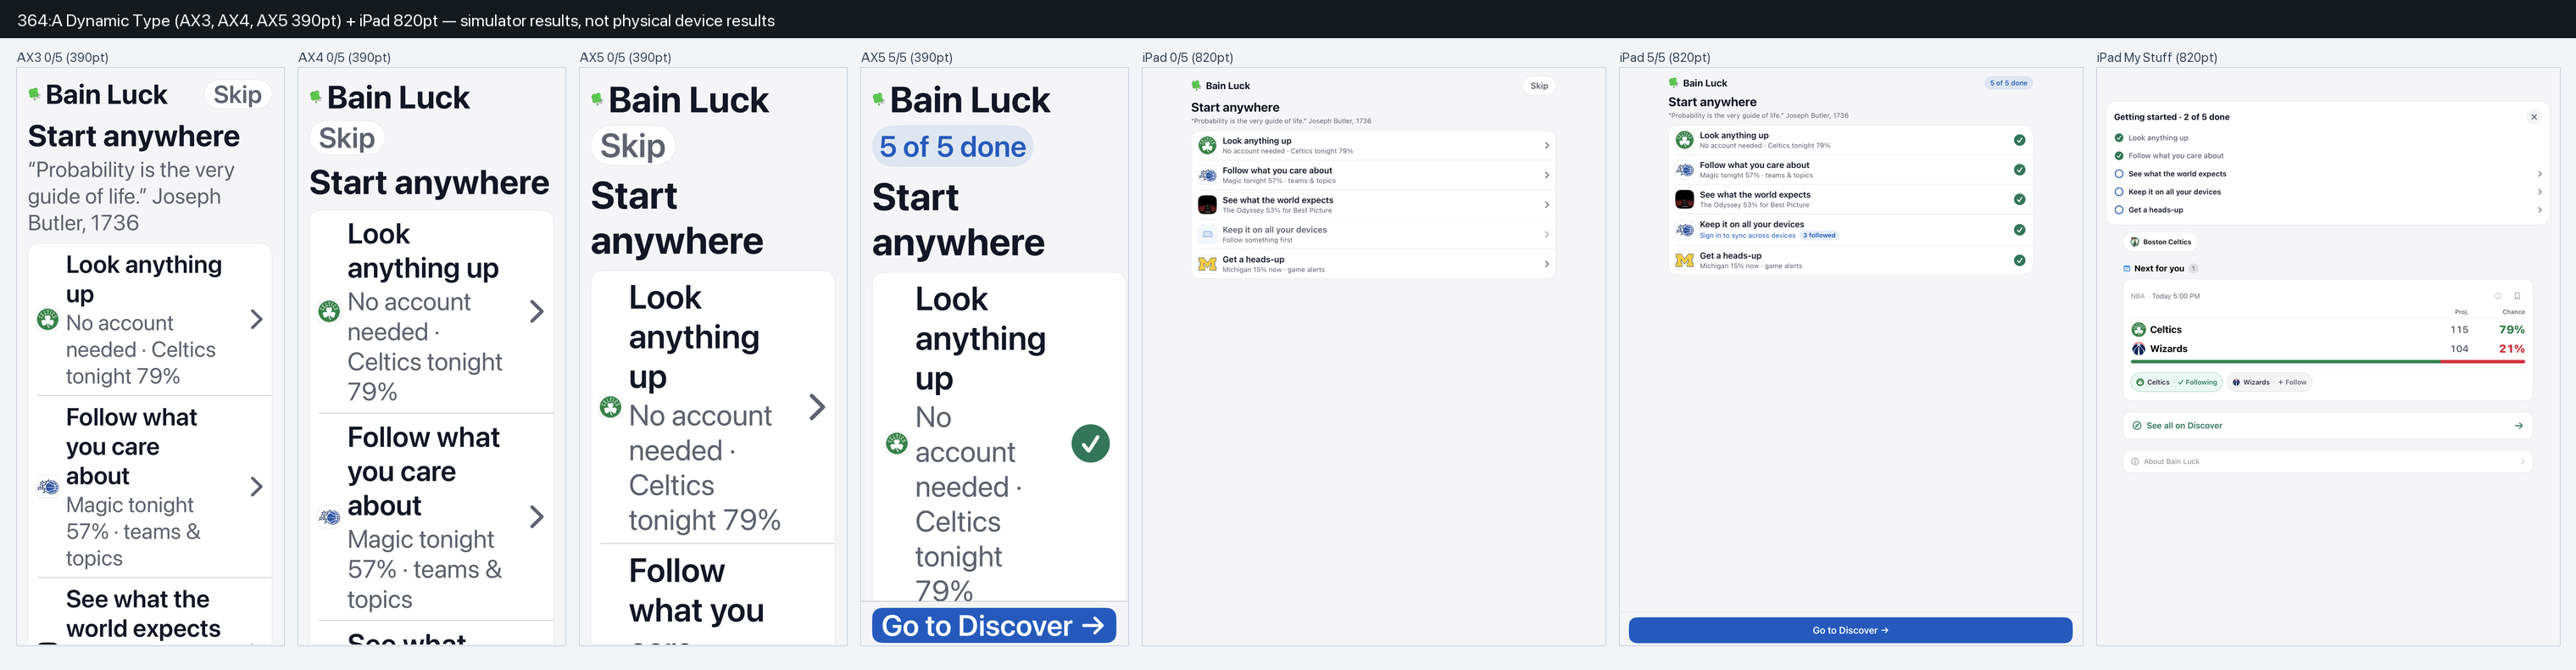 364:A Dynamic Type (AX3, AX4, AX5 390pt) + iPad 820pt — simulator results, not physical device results
AX3 0/5 (390pt)
Bain Luck
Skip
Start anywhere
“Probability is the very
guide of life.” Joseph
Butler, 1736
Look anything
up
No account
needed · Celtics
tonight 79%
Follow what
you care
about
Magic tonight
57% · teams &
topics
See what the
world expects
AX4 0/5 (390pt)
Bain Luck
Skip
Start anywhere
Look
anything up
No account
needed ·
Celtics tonight
79%
Follow what
you care
about
Magic tonight
57% · teams &
topics
See what
AX5 0/5 (390pt)
Bain Luck
Skip
Start
anywhere
Look
anything
up
No account
needed ·
Celtics
tonight 79%
Follow
what you
AX5 5/5 (390pt)
Bain Luck
5 of 5 done
Start
anywhere
Look
anything
up
No
account
needed ·
Celtics
tonight
79%
Go to Discover →
iPad 0/5 (820pt)
Bain Luck
Skip
Start anywhere
“Probability is the very guide of life.” Joseph Butler, 1736
Look anything up
No account needed · Celtics tonight 79%
Follow what you care about
Magic tonight 57% · teams & topics
See what the world expects
The Odyssey 53% for Best Picture
Keep it on all your devices
Follow something first
Get a heads-up
Michigan 15% now · game alerts
iPad 5/5 (820pt)
Bain Luck
5 of 5 done
Start anywhere
“Probability is the very guide of life.” Joseph Butler, 1736
Look anything up
No account needed · Celtics tonight 79%
Follow what you care about
Magic tonight 57% · teams & topics
See what the world expects
The Odyssey 53% for Best Picture
Keep it on all your devices
Sign in to sync across devices 3 followed
Get a heads-up
Michigan 15% now · game alerts
Go to Discover →
iPad My Stuff (820pt)
Getting started · 2 of 5 done
Look anything up
Follow what you care about
See what the world expects
Keep it on all your devices
Get a heads-up
Boston Celtics
Next for you 1
NBA · Today 5:00 PM
Proj. Chance
Celtics 115 79%
Wizards 104 21%
Celtics · ✓ Following
Wizards · + Follow
See all on Discover →
About Bain Luck